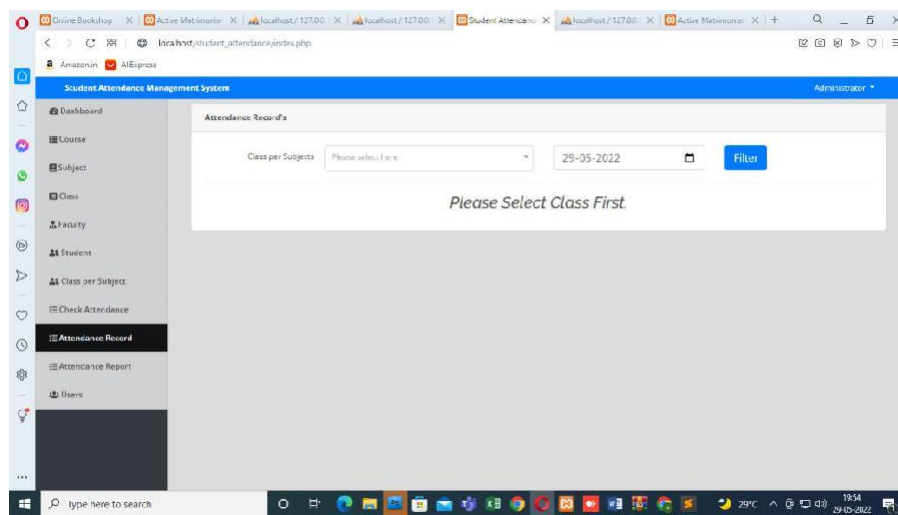 Online Bookshop
Active Matrimonial
localhost / 127.0.0
localhost / 127.0.0
Student Attendanc
localhost / 127.0.0
Active Matrimonial
localhost/student_attendance/index.php
Amazon.in AliExpress
Student Attendance Management System
Administrator
Dashboard
Course
Subject
Class
Faculty
Student
Class per Subject
Check Attendance
Attendance Record
Attendance Report
Users
Attendance Record's
Class per Subjects
Please select here
29-05-2022
Filter
Please Select Class First.
Type here to search
29°C
19:54
29-05-2022